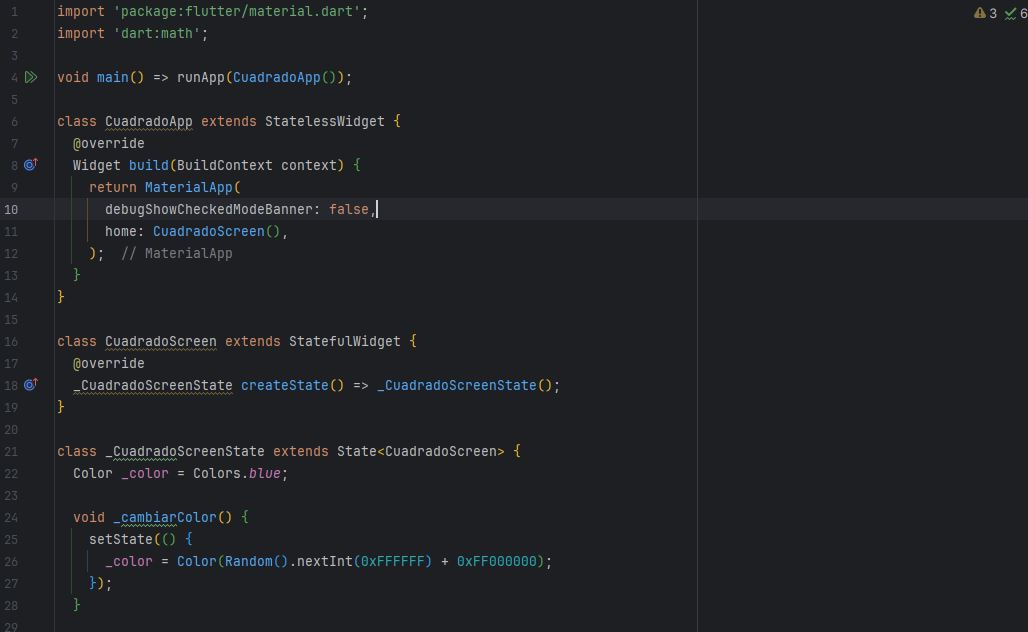 1 import 'package:flutter/material.dart';
2 import 'dart:math';
3
4 void main() => runApp(CuadradoApp());
5
6 class CuadradoApp extends StatelessWidget {
7   @override
8   Widget build(BuildContext context) {
9     return MaterialApp(
10       debugShowCheckedModeBanner: false,
11       home: CuadradoScreen(),
12     );  // MaterialApp
13   }
14 }
15
16 class CuadradoScreen extends StatefulWidget {
17   @override
18   _CuadradoScreenState createState() => _CuadradoScreenState();
19 }
20
21 class _CuadradoScreenState extends State<CuadradoScreen> {
22   Color _color = Colors.blue;
23
24   void _cambiarColor() {
25     setState(() {
26       _color = Color(Random().nextInt(0xFFFFFF) + 0xFF000000);
27     });
28   }
29
3 6